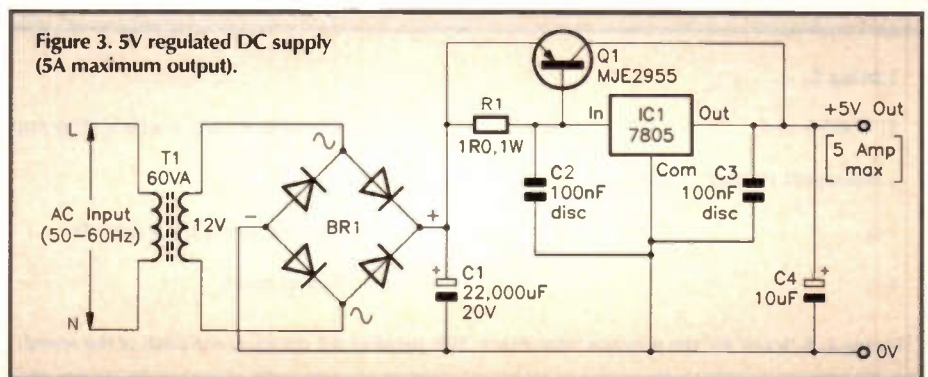 Figure 3. 5V regulated DC supply
(5A maximum output).
Q1
MJE2955
R1
1R0,1W
In
IC1
7805
Out
Com
+5V Out
5 Amp
max
L
T1
60VA
AC Input
(50-60Hz)
12V
N
BR1
-
+
C2
100nF
disc
C3
100nF
disc
+
C1
22,000uF
20V
+
C4
10uF
0V